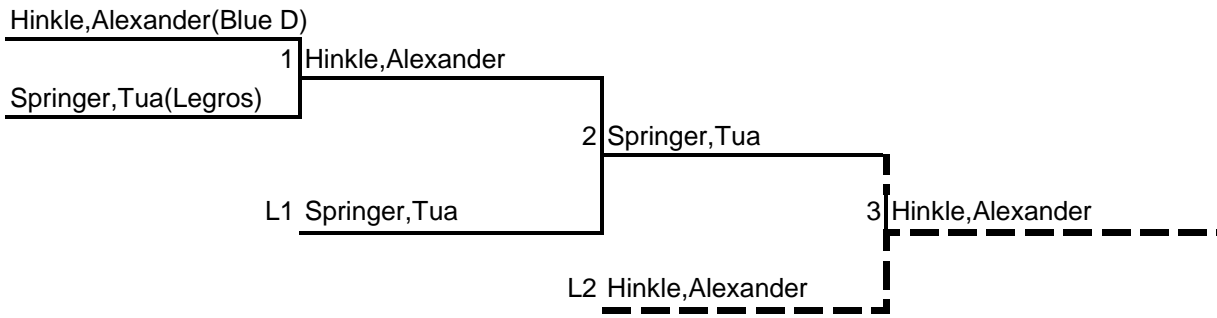 Hinkle,Alexander(Blue D)
1 Hinkle,Alexander
Springer,Tua(Legros)
2 Springer,Tua
L1 Springer,Tua
3 Hinkle,Alexander
L2 Hinkle,Alexander